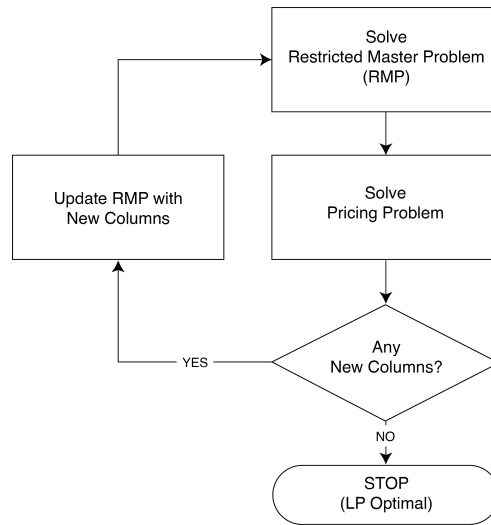 Solve
Restricted Master Problem
(RMP)
Update RMP with
New Columns
Solve
Pricing Problem
Any
New Columns?
YES
NO
STOP
(LP Optimal)